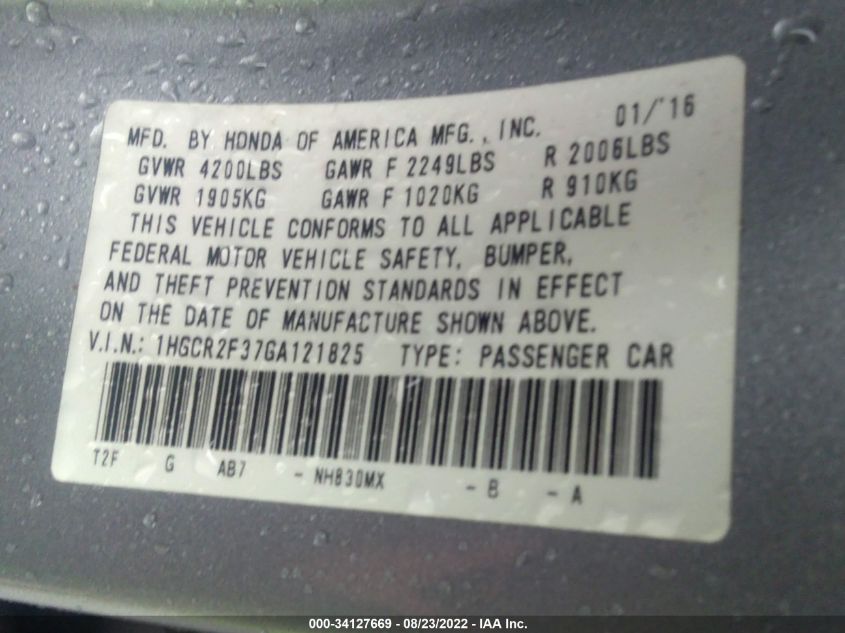 MFD. BY HONDA OF AMERICA MFG., INC. 01/'16
GVWR 4200LBS GAWR F 2249LBS R 2006LBS
GVWR 1905KG GAWR F 1020KG R 910KG
THIS VEHICLE CONFORMS TO ALL APPLICABLE
FEDERAL MOTOR VEHICLE SAFETY, BUMPER,
AND THEFT PREVENTION STANDARDS IN EFFECT
ON THE DATE OF MANUFACTURE SHOWN ABOVE.
V.I.N.: 1HGCR2F37GA121825 TYPE: PASSENGER CAR
T2F G AB7 - NH830MX - B - A
000-34127669 - 08/23/2022 - IAA Inc.